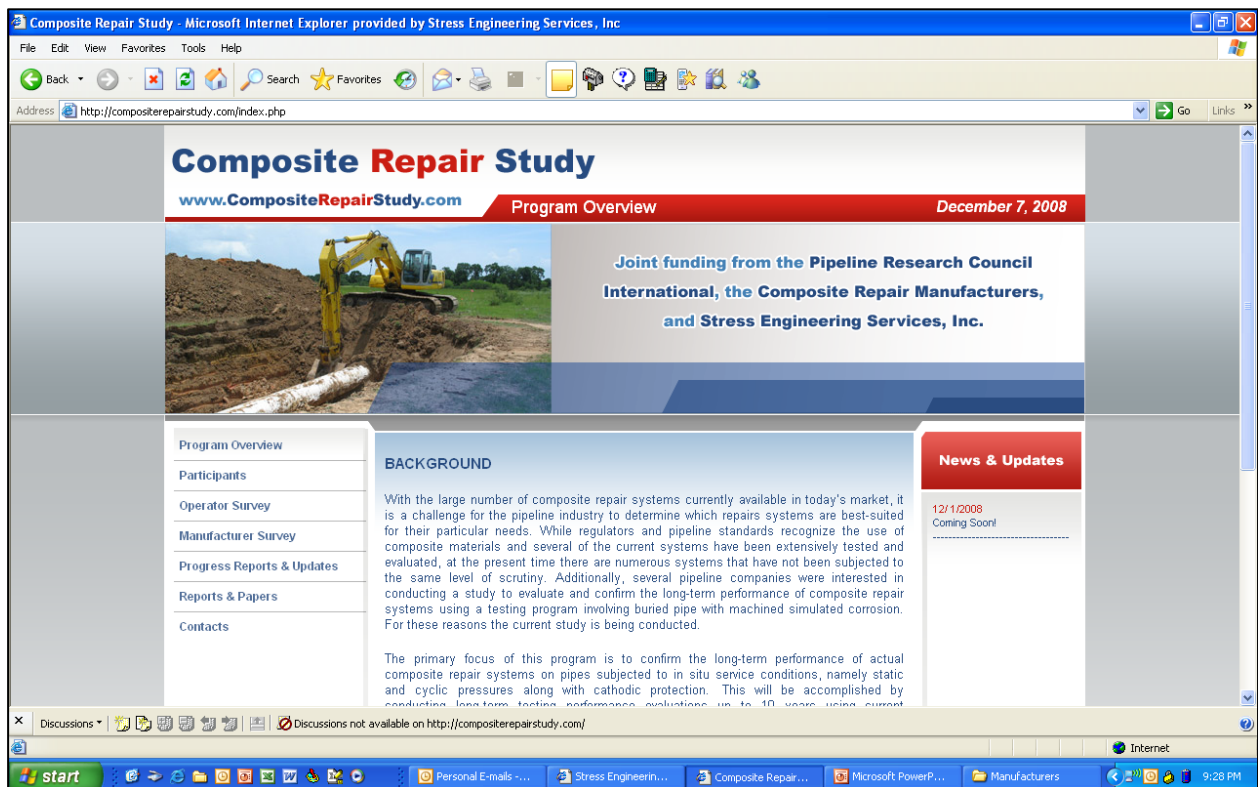 Composite Repair Study - Microsoft Internet Explorer provided by Stress Engineering Services, Inc
File Edit View Favorites Tools Help
Back Search Favorites
Address http://compositerepairstudy.com/index.php Go Links »
Composite Repair Study
www.CompositeRepairStudy.com Program Overview December 7, 2008
Joint funding from the Pipeline Research Council
International, the Composite Repair Manufacturers,
and Stress Engineering Services, Inc.
Program Overview
Participants
Operator Survey
Manufacturer Survey
Progress Reports & Updates
Reports & Papers
Contacts
BACKGROUND
With the large number of composite repair systems currently available in today's market, it
is a challenge for the pipeline industry to determine which repairs systems are best-suited
for their particular needs. While regulators and pipeline standards recognize the use of
composite materials and several of the current systems have been extensively tested and
evaluated, at the present time there are numerous systems that have not been subjected to
the same level of scrutiny. Additionally, several pipeline companies were interested in
conducting a study to evaluate and confirm the long-term performance of composite repair
systems using a testing program involving buried pipe with machined simulated corrosion.
For these reasons the current study is being conducted.
The primary focus of this program is to confirm the long-term performance of actual
composite repair systems on pipes subjected to in situ service conditions, namely static
and cyclic pressures along with cathodic protection. This will be accomplished by
conducting long-term testing performance evaluations up to 10 years using current
News & Updates
12/1/2008
Coming Soon!
Discussions Discussions not available on http://compositerepairstudy.com/
Internet
start Personal E-mails -... Stress Engineerin... Composite Repair... Microsoft PowerP... Manufacturers 9:28 PM